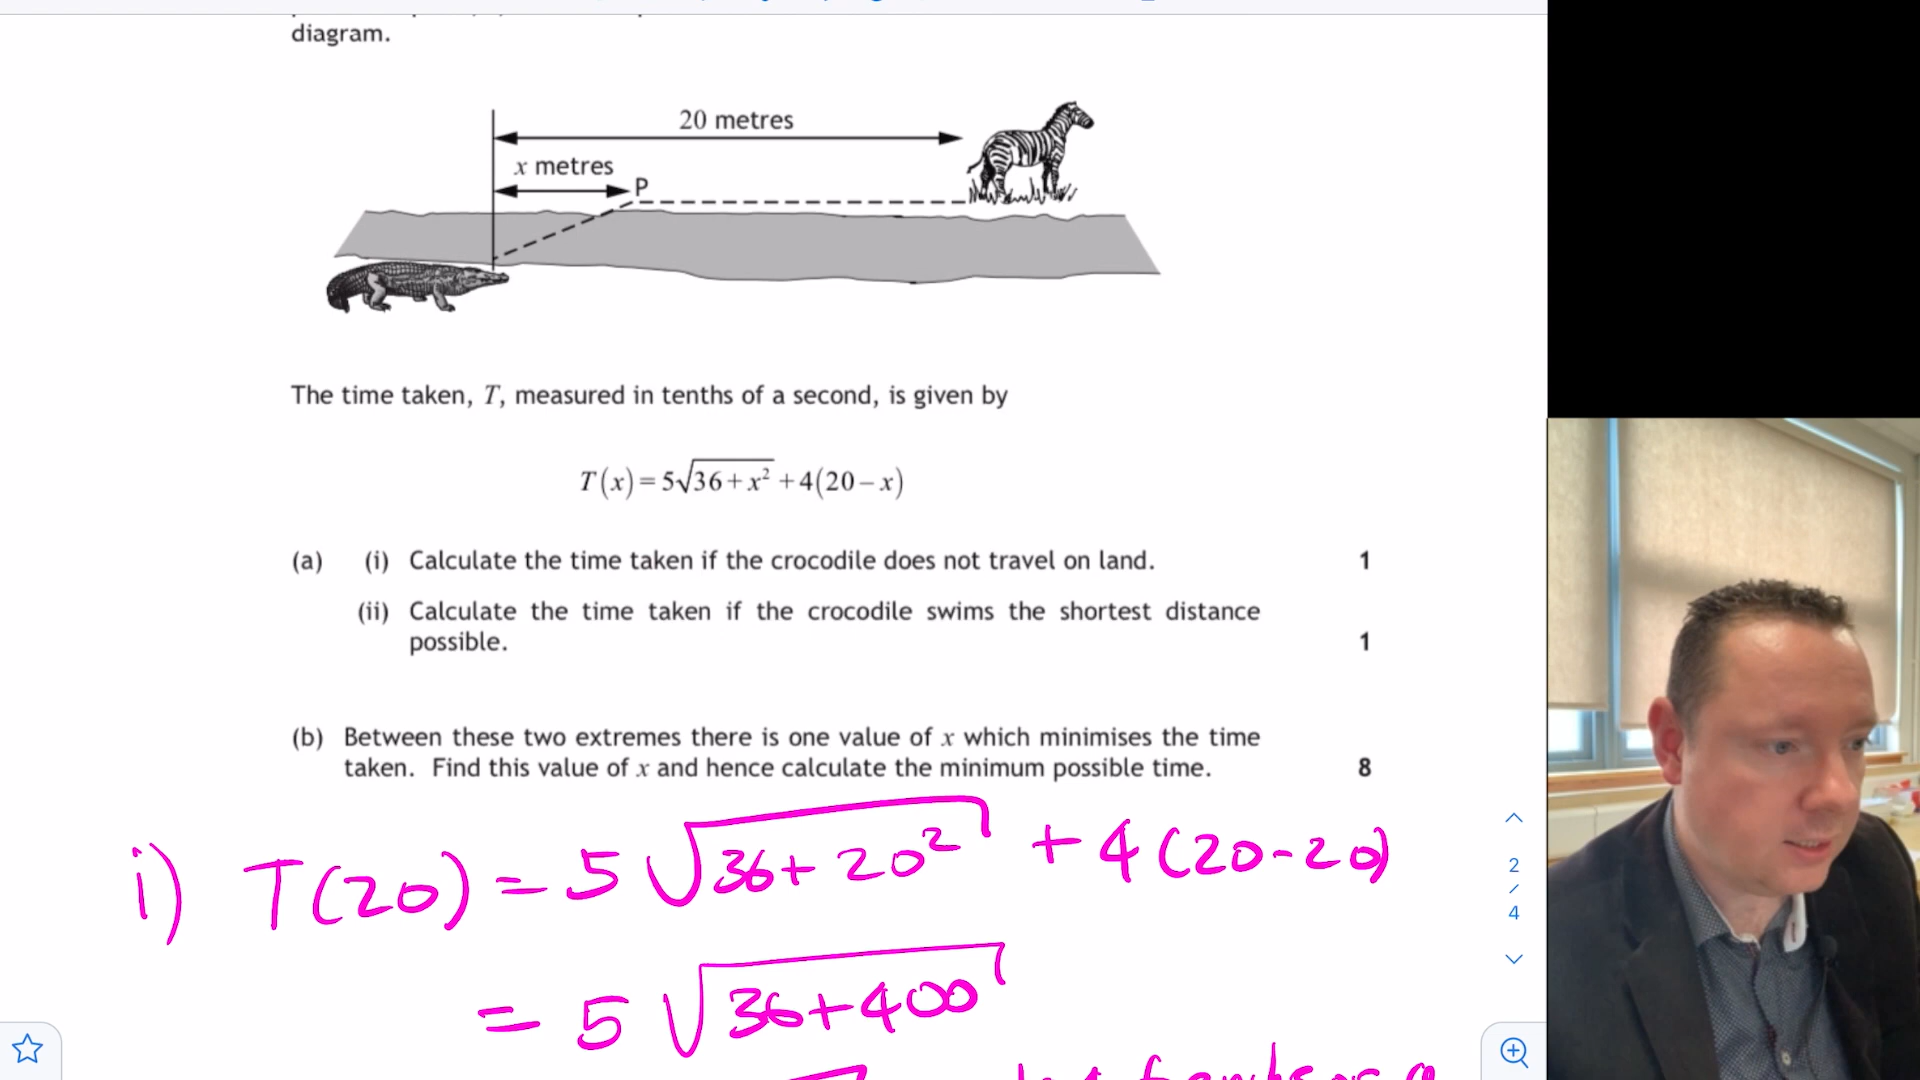 diagram.
20 metres
x metres
P
The time taken, T, measured in tenths of a second, is given by
T(x) = 5√36 + x² + 4(20 − x)
(a) (i) Calculate the time taken if the crocodile does not travel on land. 1
(ii) Calculate the time taken if the crocodile swims the shortest distance
possible. 1
(b) Between these two extremes there is one value of x which minimises the time
taken. Find this value of x and hence calculate the minimum possible time. 8
i) T(20) = 5 √36 + 20² + 4 (20-20)
= 5 √36+400
2
/
4